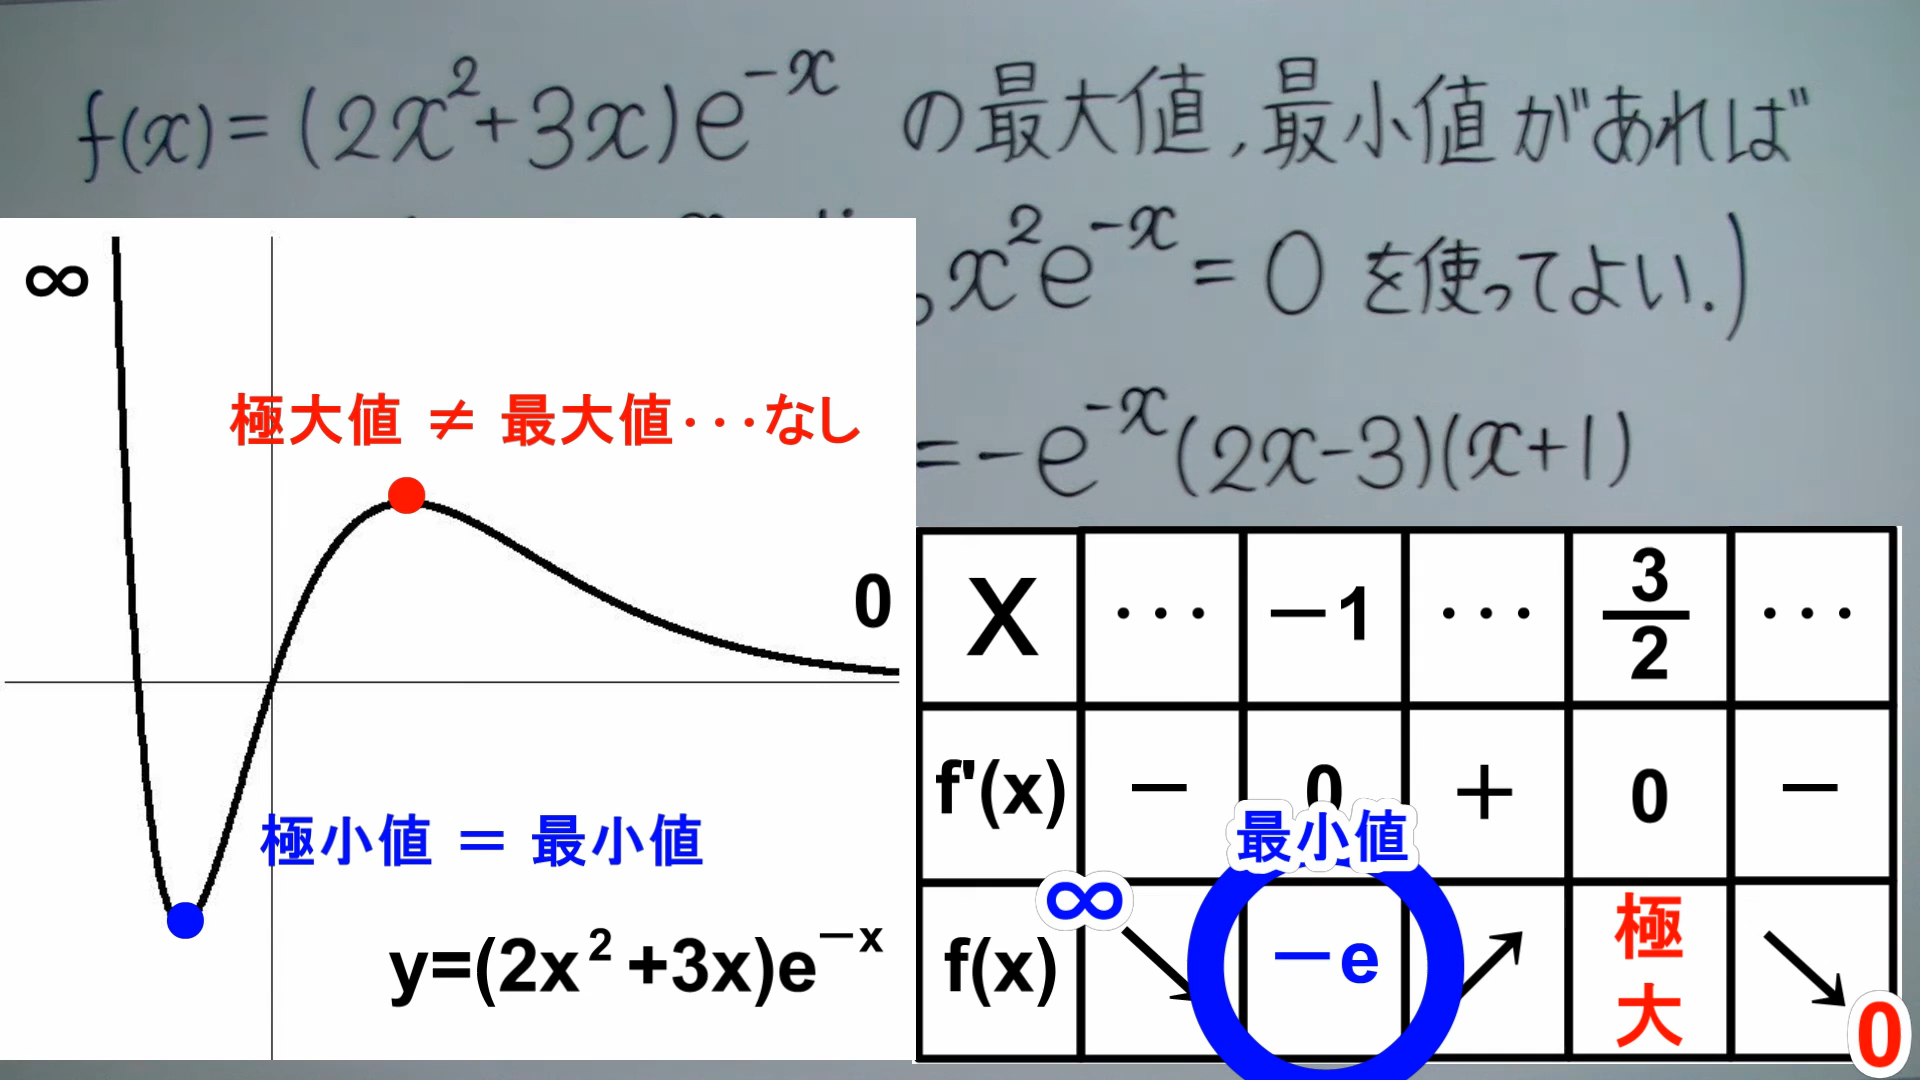 f(x)=(2x²+3x)e^{-x} の最大値,最小値があれば
x²e^{-x}=0 を使ってよい.)
=-e^{-x}(2x-3)(x+1)
∞
極大値 ≠ 最大値・・・なし
0
極小値 = 最小値
y=(2x²+3x)e^{-x}
X ・・・ -1 ・・・ 3/2 ・・・
f'(x) - 0 + 0 -
最小値
f(x) ∞ ↘ -e ↗ 極大 ↘ 0